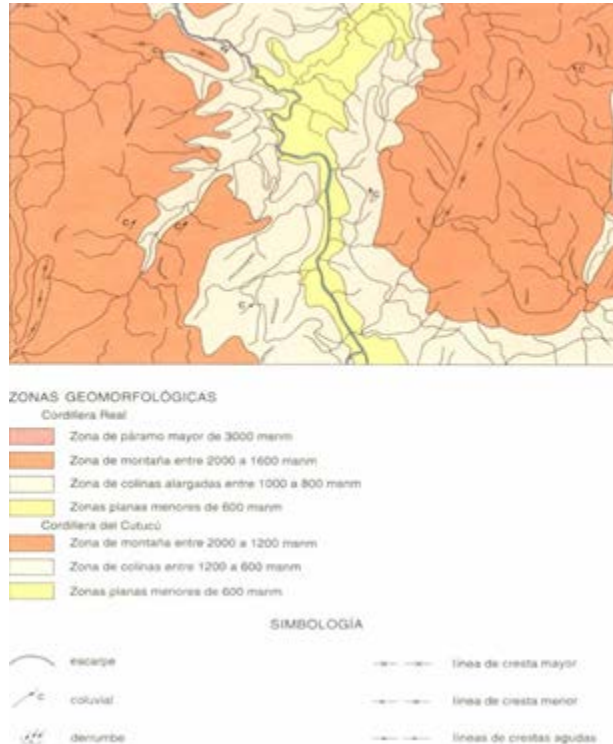 ZONAS GEOMORFOLÓGICAS
Cordillera Real
Zona de páramo mayor de 3000 msnm
Zona de montaña entre 2000 a 1600 msnm
Zona de colinas alargadas entre 1000 a 800 msnm
Zonas planas menores de 600 msnm
Cordillera del Cutucú
Zona de montaña entre 2000 a 1200 msnm
Zona de colinas entre 1200 a 600 msnm
Zonas planas menores de 600 msnm
SIMBOLOGÍA
escarpe
línea de cresta mayor
c
coluvial
línea de cresta menor
derrumbe
líneas de crestas agudas